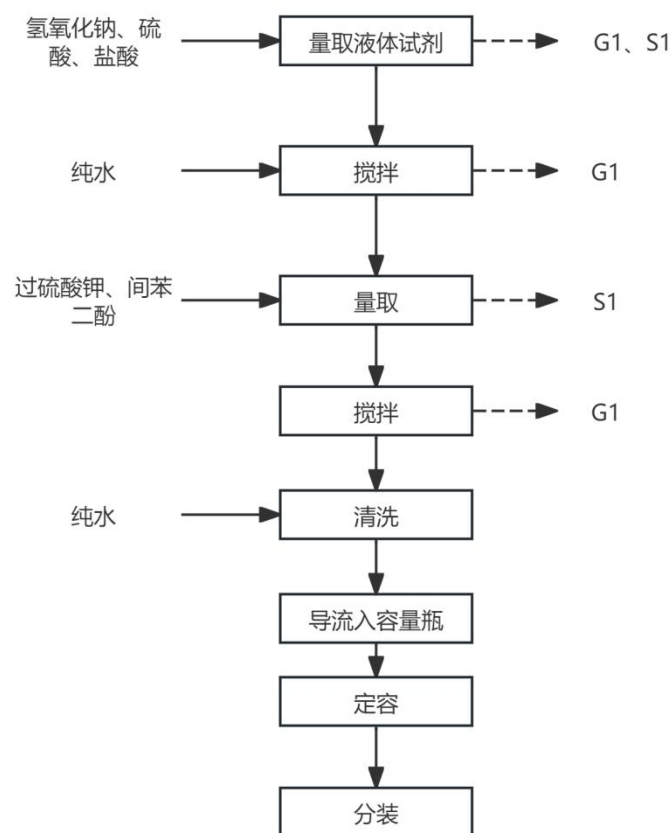 氢氧化钠、硫
酸、盐酸
量取液体试剂
G1、S1
纯水
搅拌
G1
过硫酸钾、间苯
二酚
量取
S1
搅拌
G1
纯水
清洗
导流入容量瓶
定容
分装